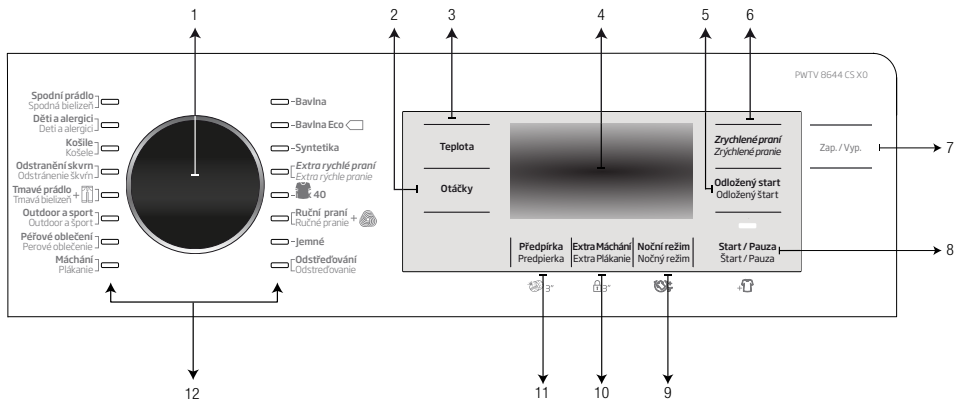 1
2
3
4
5
6
PWTV 8644 CS X0
Spodní prádlo
Spodná bielizeň
Děti a alergici
Deti a alergici
Košile
Košele
Odstranění skvrn
Odstránenie škvŕn
Tmavé prádlo
Tmavá bielizeň
+
Outdoor a sport
Outdoor a šport
Péřové oblečení
Perové oblečenie
Máchání
Plákanie
Bavlna
Bavlna Eco
Syntetika
Extra rychlé praní
Extra rýchle pranie
40
Ruční praní
Ručné pranie
+
Jemné
Odstřeďování
Odstreďovanie
Teplota
Otáčky
Zrychlené praní
Zrýchlené pranie
Odložený start
Odložený štart
Zap. / Vyp.
7
Předpírka
Predpierka
Extra Máchání
Extra Plákanie
Noční režim
Nočný režim
Start / Pauza
Štart / Pauza
8
3"
3"
+
12
11
10
9